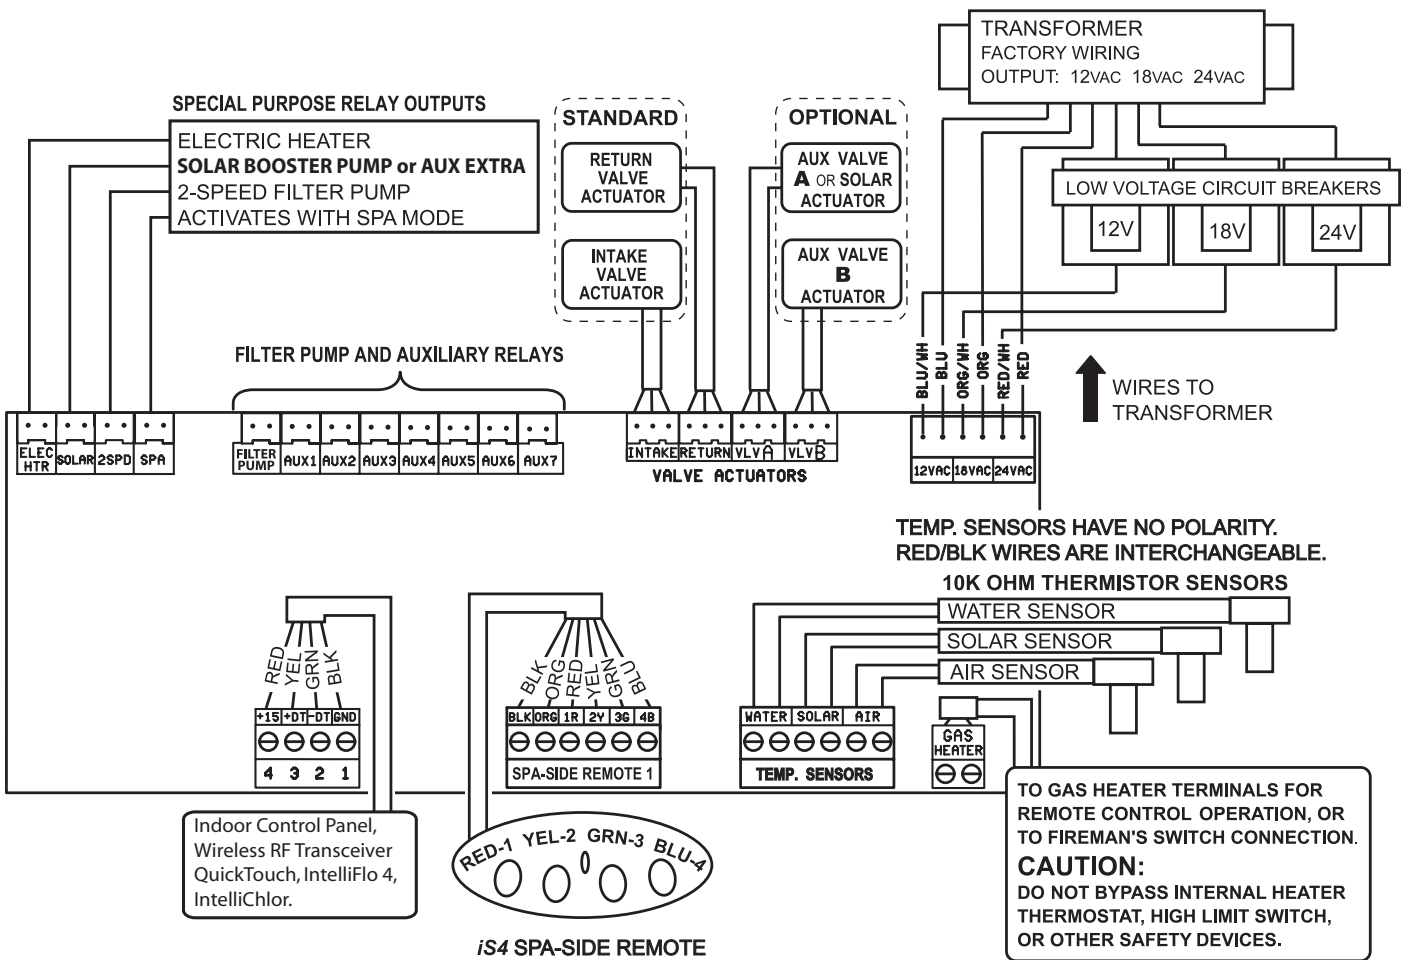 TRANSFORMER
FACTORY WIRING
OUTPUT: 12VAC 18VAC 24VAC
SPECIAL PURPOSE RELAY OUTPUTS
ELECTRIC HEATER
SOLAR BOOSTER PUMP or AUX EXTRA
2-SPEED FILTER PUMP
ACTIVATES WITH SPA MODE
STANDARD
RETURN
VALVE
ACTUATOR
INTAKE
VALVE
ACTUATOR
OPTIONAL
AUX VALVE
A OR SOLAR
ACTUATOR
AUX VALVE
B
ACTUATOR
LOW VOLTAGE CIRCUIT BREAKERS
12V
18V
24V
BLU/WH
BLU
ORG/WH
ORG
RED/WH
RED
WIRES TO
TRANSFORMER
FILTER PUMP AND AUXILIARY RELAYS
ELEC
HTR
SOLAR
2SPD
SPA
FILTER
PUMP
AUX1
AUX2
AUX3
AUX4
AUX5
AUX6
AUX7
INTAKE
RETURN
VLV A
VLV B
VALVE ACTUATORS
12VAC
18VAC
24VAC
TEMP. SENSORS HAVE NO POLARITY.
RED/BLK WIRES ARE INTERCHANGEABLE.
10K OHM THERMISTOR SENSORS
WATER SENSOR
SOLAR SENSOR
AIR SENSOR
RED
YEL
GRN
BLK
+15
+DT
-DT
GND
4 3 2 1
BLK
ORG
RED
YEL
GRN
BLU
BLK
ORG
1R
2Y
3G
4B
SPA-SIDE REMOTE 1
WATER
SOLAR
AIR
TEMP. SENSORS
GAS
HEATER
Indoor Control Panel,
Wireless RF Transceiver
QuickTouch, IntelliFlo 4,
IntelliChlor.
RED-1 YEL-2 GRN-3 BLU-4
iS4 SPA-SIDE REMOTE
TO GAS HEATER TERMINALS FOR
REMOTE CONTROL OPERATION, OR
TO FIREMAN'S SWITCH CONNECTION.
CAUTION:
DO NOT BYPASS INTERNAL HEATER
THERMOSTAT, HIGH LIMIT SWITCH,
OR OTHER SAFETY DEVICES.